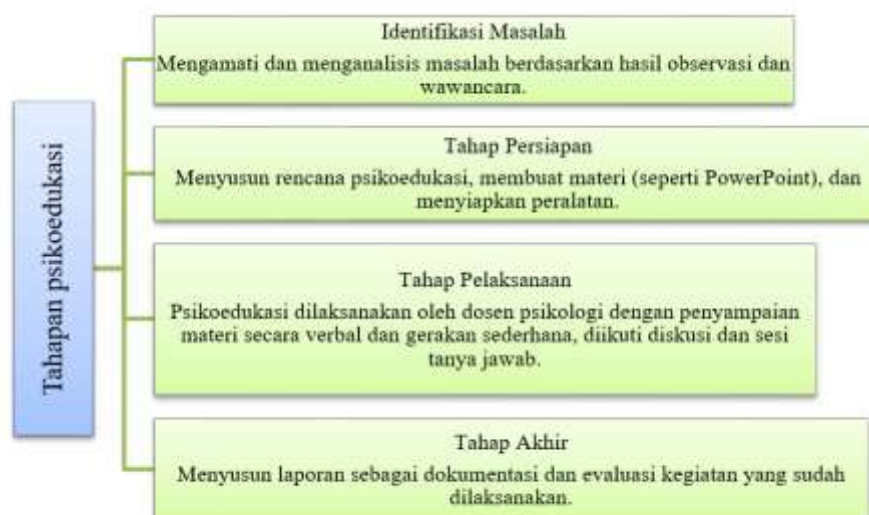 Tahapan psikoedukasi
Identifikasi Masalah
Mengamati dan menganalisis masalah berdasarkan hasil observasi dan
wawancara.
Tahap Persiapan
Menyusun rencana psikoedukasi, membuat materi (seperti PowerPoint), dan
menyiapkan peralatan.
Tahap Pelaksanaan
Psikoedukasi dilaksanakan oleh dosen psikologi dengan penyampaian
materi secara verbal dan gerakan sederhana, diikuti diskusi dan sesi
tanya jawab.
Tahap Akhir
Menyusun laporan sebagai dokumentasi dan evaluasi kegiatan yang sudah
dilaksanakan.